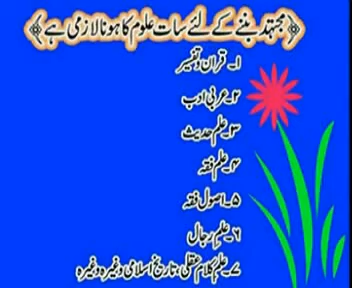 ﴿مجتہد بننے کے لئے سات علوم کا ہونا لازمی ہے﴾
۱۔ قرآن و تفسیر
۲۔ عربی ادب
۳۔ علم حدیث
۴۔ علم فقہ
۵۔ اصول فقہ
۶۔ علم رجال
۷۔ علم کلام عقلی، تاریخ اسلامی وغیرہ وغیرہ